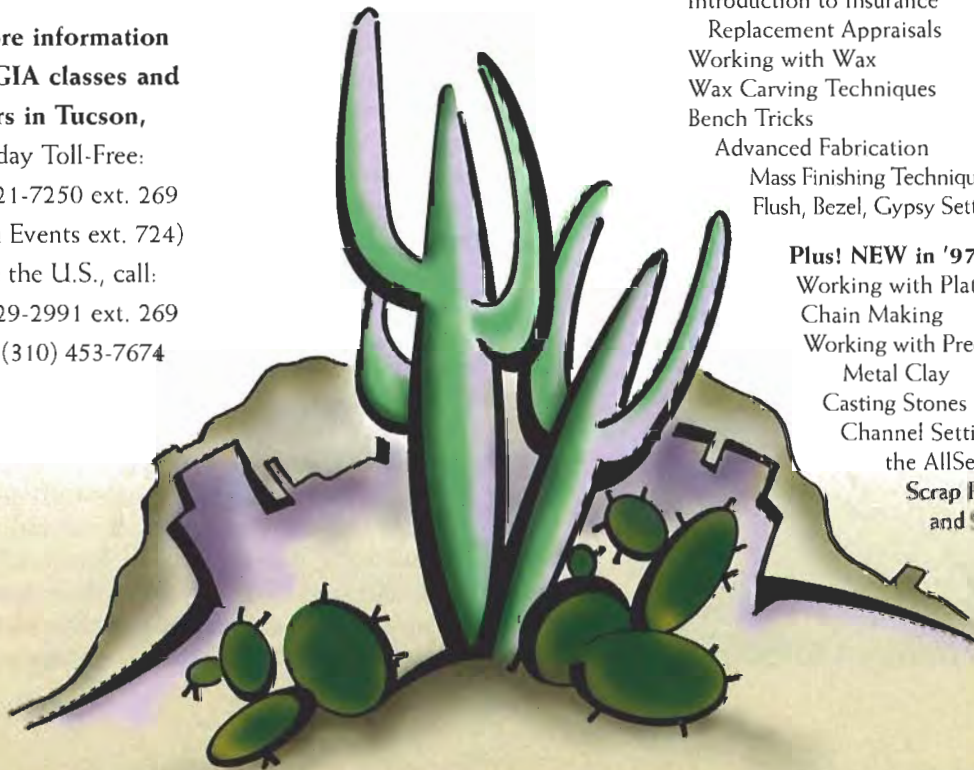 re information
GIA classes and
rs in Tucson,
day Toll-Free:
21-7250 ext. 269
Events ext. 724)
the U.S., call:
29-2991 ext. 269
(310) 453-7674
Introduction to Insurance
Replacement Appraisals
Working with Wax
Wax Carving Techniques
Bench Tricks
Advanced Fabrication
Mass Finishing Techniqu
Flush, Bezel, Gypsy Sett
Plus! NEW in '97
Working with Plat
Chain Making
Working with Pre
Metal Clay
Casting Stones
Channel Setti
the AllSe
Scrap
and